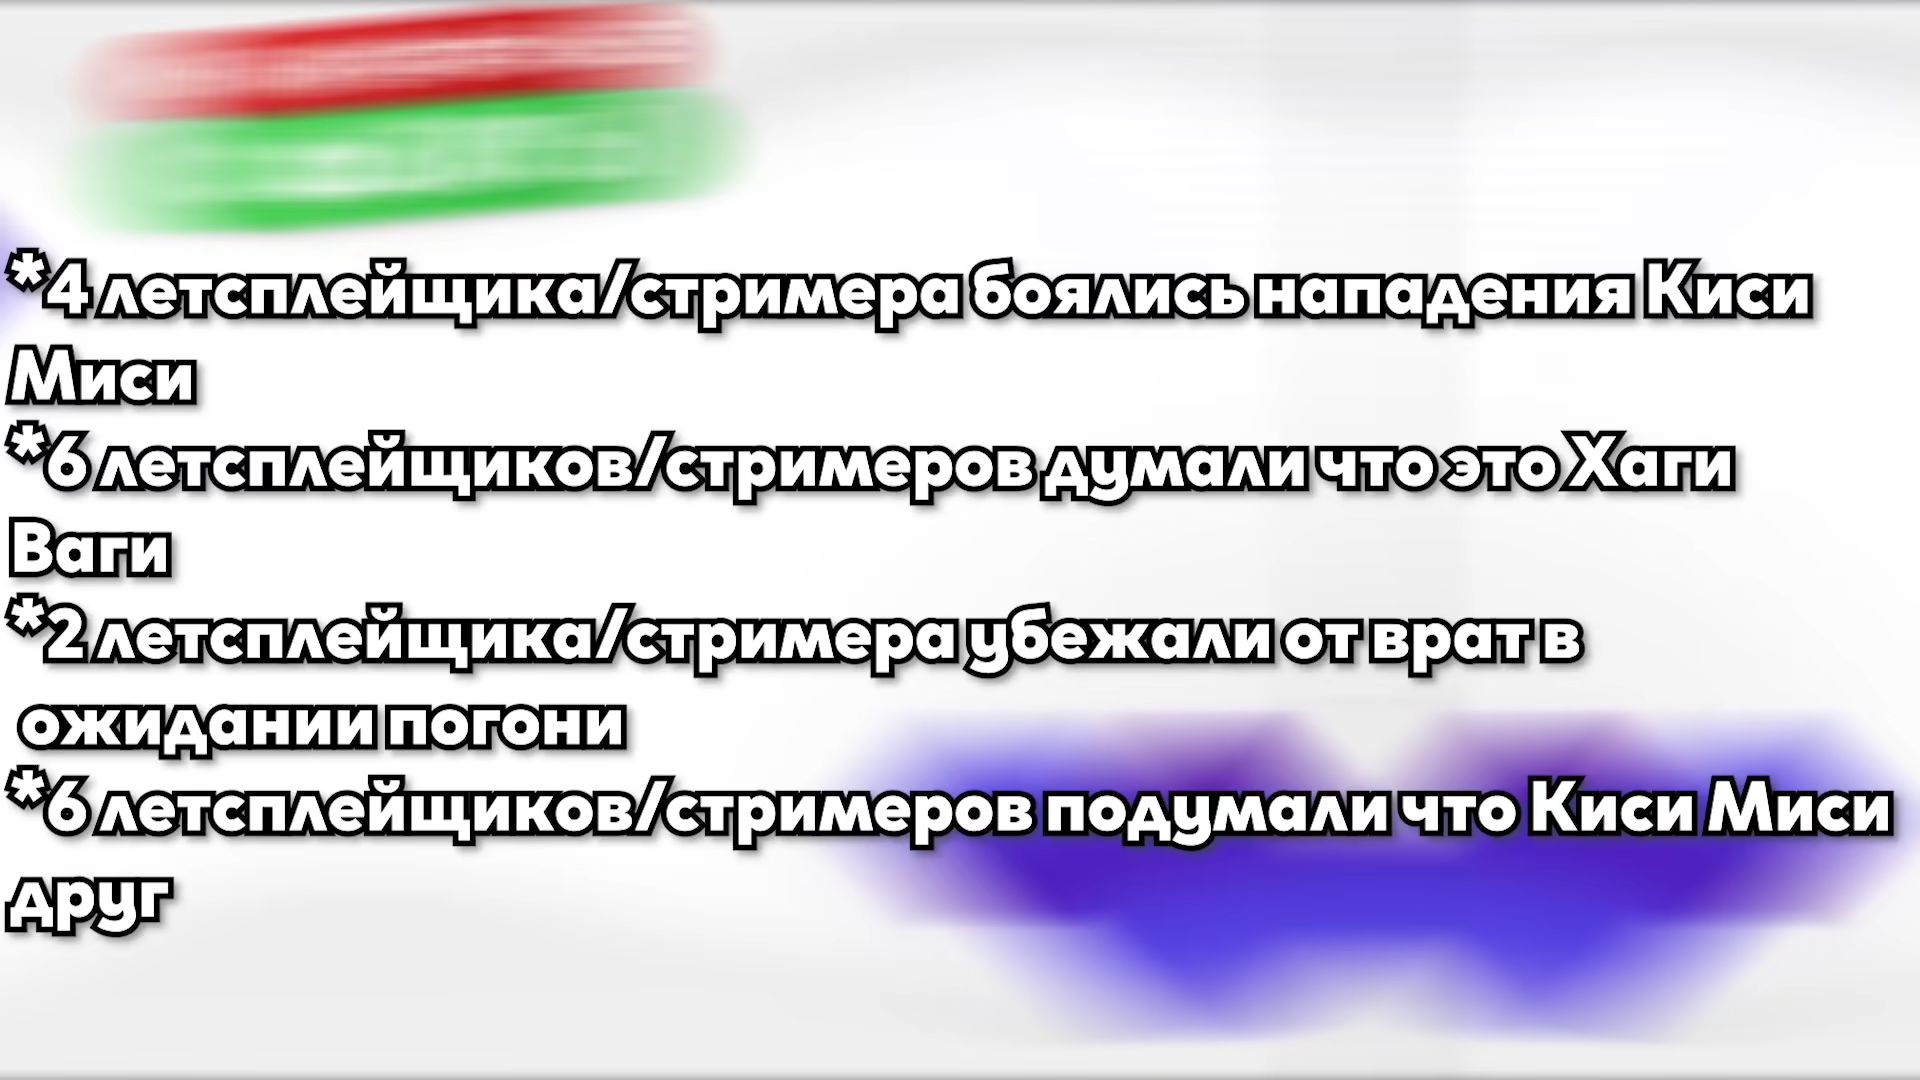 *4 летсплейщика/стримера боялись нападения Киси
Миси
*6 летсплейщиков/стримеров думали что это Хаги
Ваги
*2 летсплейщика/стримера убежали от врат в
ожидании погони
*6 летсплейщиков/стримеров подумали что Киси Миси
друг